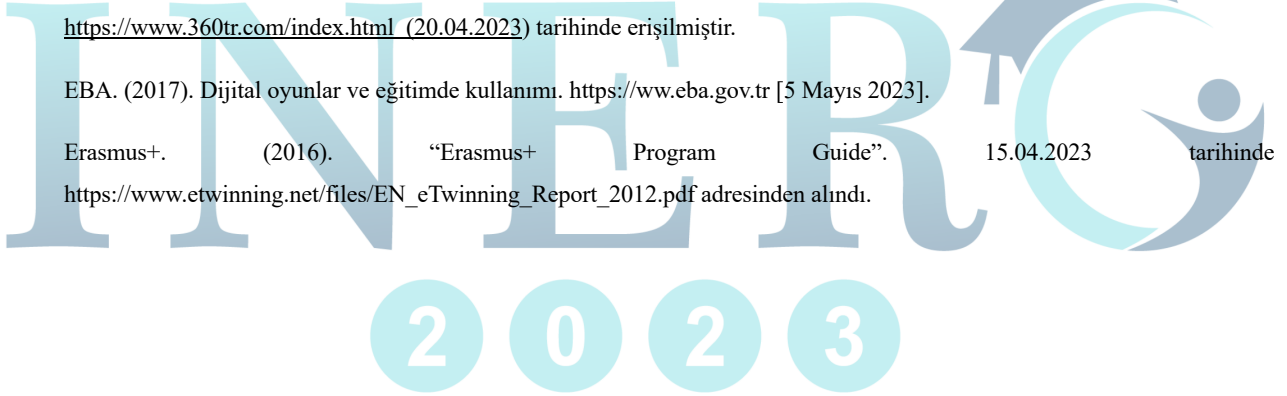 https://www.360tr.com/index.html (20.04.2023) tarihinde erişilmiştir.
EBA. (2017). Dijital oyunlar ve eğitimde kullanımı. https://ww.eba.gov.tr [5 Mayıs 2023].
Erasmus+. (2016). “Erasmus+ Program Guide”. 15.04.2023 tarihinde
https://www.etwinning.net/files/EN_eTwinning_Report_2012.pdf adresinden alındı.
INER
2023